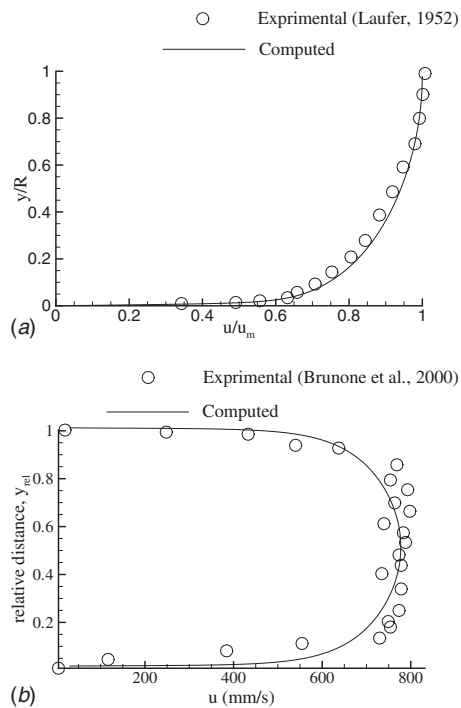 Exprimental (Laufer, 1952)
Computed
1
0.8
0.6
0.4
0.2
0
y/R
0 0.2 0.4 0.6 0.8 1
u/u_m
(a)
Exprimental (Brunone et al., 2000)
Computed
1
0.8
0.6
0.4
0.2
relative distance, y_rel
200 400 600 800
u (mm/s)
(b)